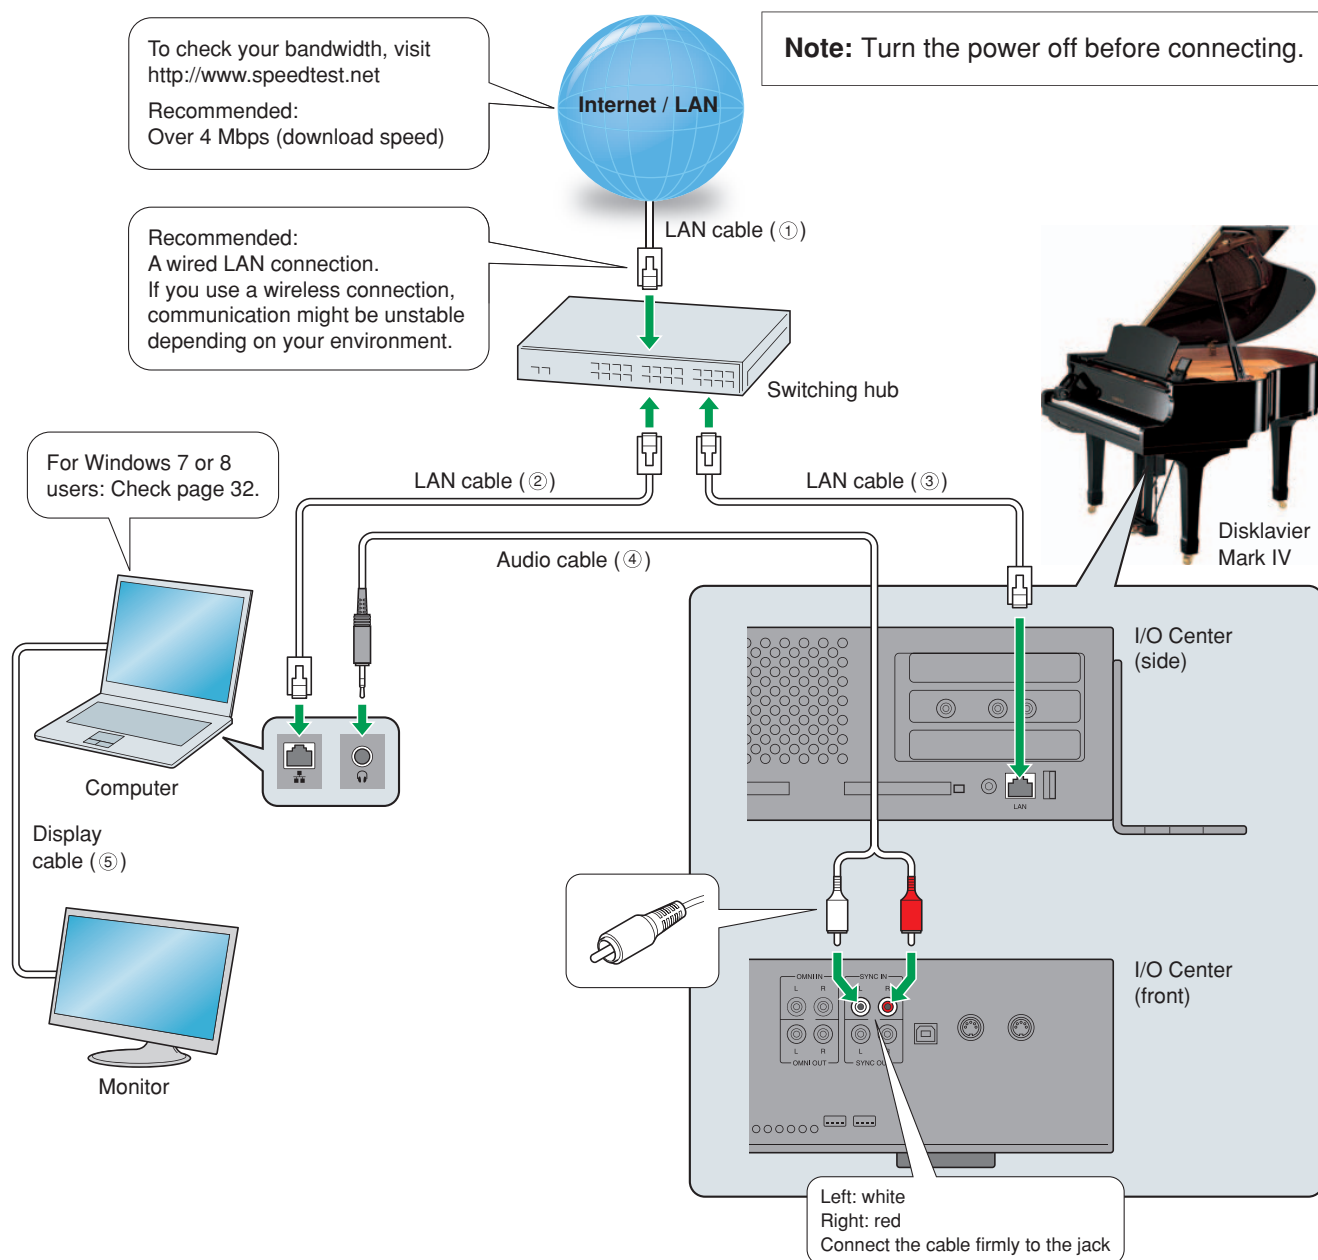 To check your bandwidth, visit
http://www.speedtest.net
Recommended:
Over 4 Mbps (download speed)
Internet / LAN
Note: Turn the power off before connecting.
LAN cable (①)
Recommended:
A wired LAN connection.
If you use a wireless connection,
communication might be unstable
depending on your environment.
Switching hub
For Windows 7 or 8
users: Check page 32.
LAN cable (②)
LAN cable (③)
Audio cable (④)
Disklavier
Mark IV
I/O Center
(side)
LAN
Computer
Display
cable (⑤)
Monitor
I/O Center
(front)
OMNI IN
SYNC IN
L R L R
L R L
OMNI OUT
SYNC
Left: white
Right: red
Connect the cable firmly to the jack